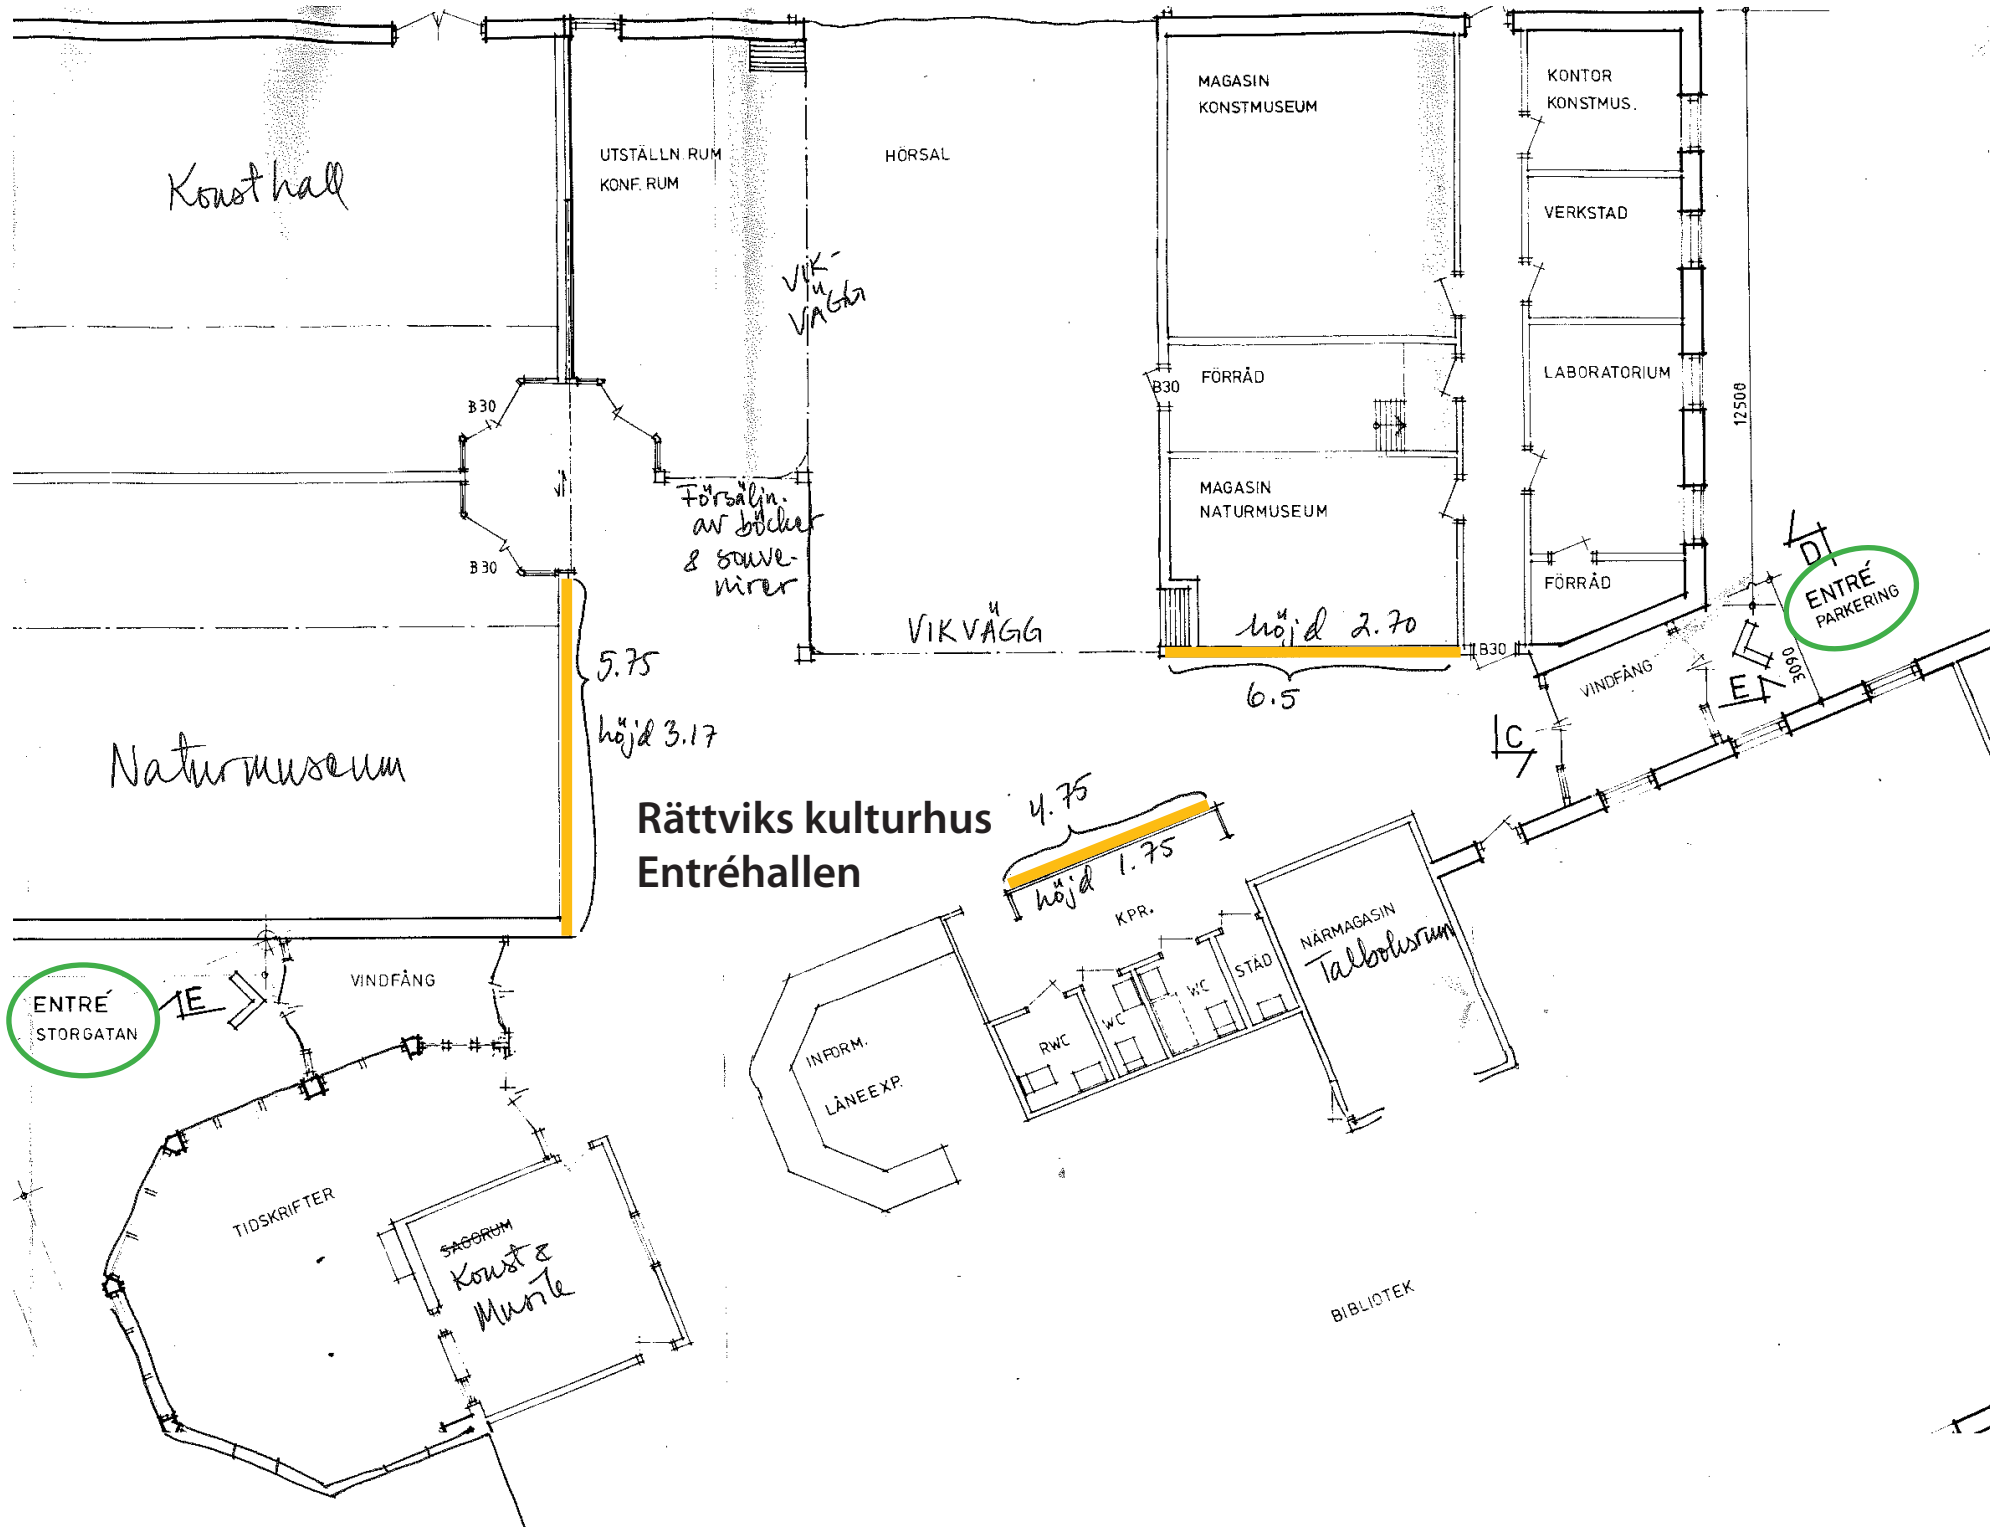 Konsthall
UTSTÄLLN. RUM
KONF. RUM
HÖRSAL
VIK-
VÄGG
MAGASIN
KONSTMUSEUM
KONTOR
KONSTMUS.
VERKSTAD
LABORATORIUM
12500
B30
FÖRRÅD
B30
B30
Försäljn.
av böcker
& souve-
nirer
MAGASIN
NATURMUSEUM
FÖRRÅD
D
ENTRÉ
PARKERING
VIKVÄGG
höjd 2.70
6.5
B30
VINDFÅNG
3090
E
C
5.75
höjd 3.17
Naturmuseum
Rättviks kulturhus
Entréhallen
4.75
höjd 1.75
KPR.
NÄRMAGASIN
Talboksrum
STÄD
WC
WC
RWC
INFORM.
LÅNEEXP.
ENTRÉ
STORGATAN
E
VINDFÅNG
TIDSKRIFTER
SAGORUM
Konst &
Musik
BIBLIOTEK